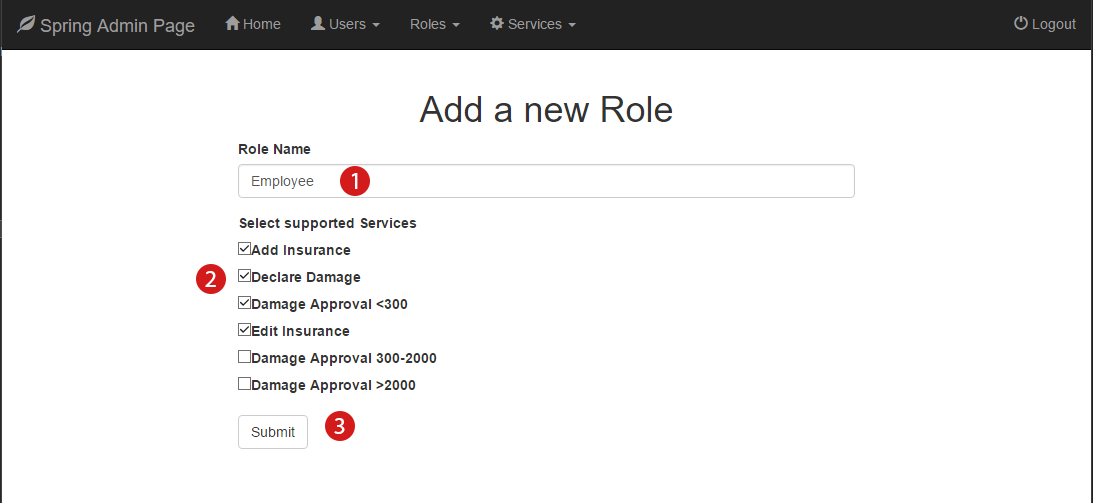 Spring Admin Page Home Users Roles Services Logout
Add a new Role
Role Name
Employee 1
Select supported Services
Add Insurance
2 Declare Damage
Damage Approval <300
Edit Insurance
Damage Approval 300-2000
Damage Approval >2000
Submit 3